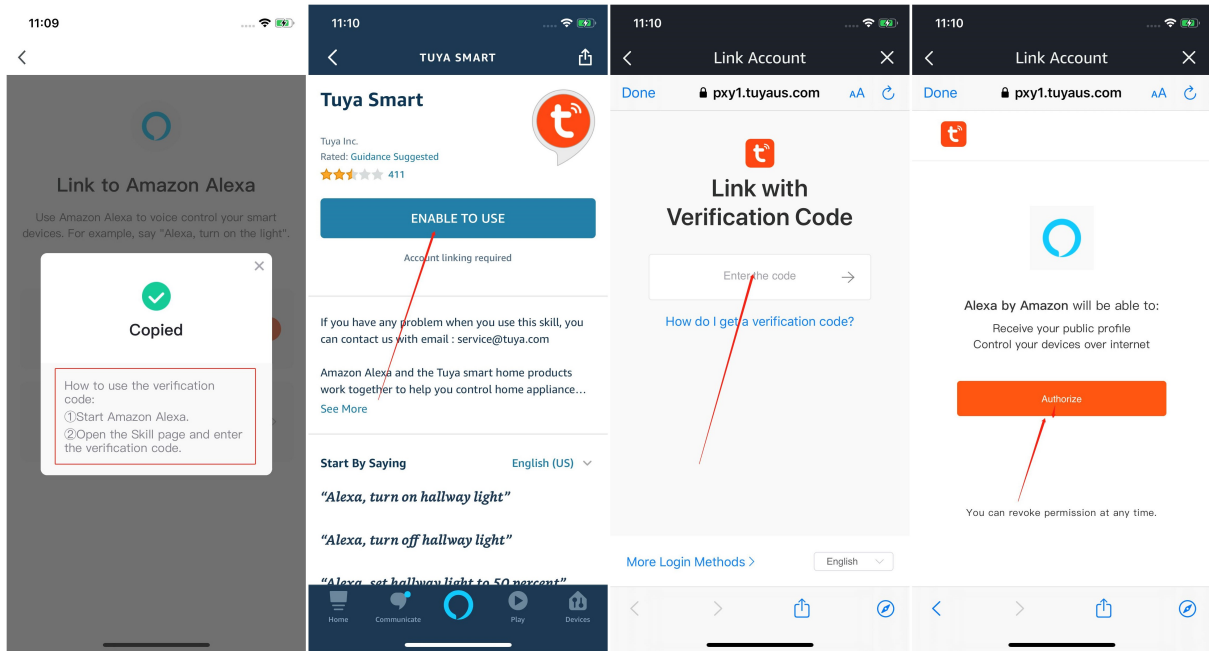 11:09
Link to Amazon Alexa
Use Amazon Alexa to voice control your smart
devices. For example, say "Alexa, turn on the light".
Copied
How to use the verification
code:
①Start Amazon Alexa.
②Open the Skill page and enter
the verification code.
11:10
TUYA SMART
Tuya Smart
Tuya Inc.
Rated: Guidance Suggested
411
ENABLE TO USE
Account linking required
If you have any problem when you use this skill, you
can contact us with email : service@tuya.com
Amazon Alexa and the Tuya smart home products
work together to help you control home appliance...
See More
Start By Saying
English (US)
“Alexa, turn on hallway light”
“Alexa, turn off hallway light”
“Alexa, set hallway light to 50 percent”
Home
Communicate
Play
Devices
11:10
Link Account
Done
pxy1.tuyaus.com
AA
Link with
Verification Code
Enter the code
How do I get a verification code?
More Login Methods >
English
11:10
Link Account
Done
pxy1.tuyaus.com
AA
Alexa by Amazon will be able to:
Receive your public profile
Control your devices over internet
Authorize
You can revoke permission at any time.